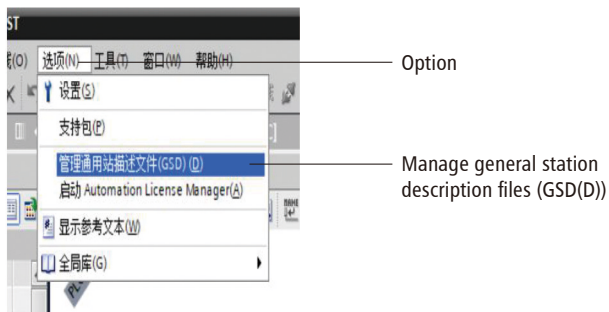 ST
(O) 选项(N) 工具(T) 窗口(W) 帮助(H)
Option
设置(S)
支持包(P)
管理通用站描述文件(GSD) (D)
Manage general station
description files (GSD(D))
启动 Automation License Manager(A)
显示参考文本(W)
全局库(G)